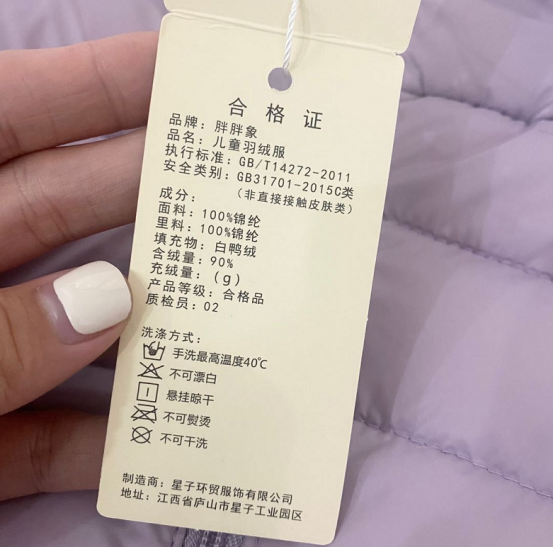 合格证
品牌：胖胖象
品名：儿童羽绒服
执行标准：GB/T14272-2011
安全类别：GB31701-2015C类
（非直接接触皮肤类）
成分：
面料：100%锦纶
里料：100%锦纶
填充物：白鸭绒
含绒量：90%
充绒量：(g)
产品等级：合格品
质检员：02
洗涤方式：
手洗最高温度40℃
不可漂白
悬挂晾干
不可熨烫
不可干洗
制造商：星子环贸服饰有限公司
地址：江西省庐山市星子工业园区